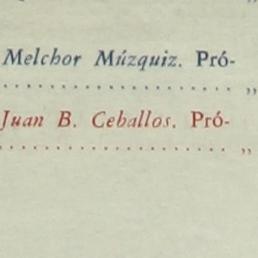 Melchor Múzquiz. Pró-
........................ „
Juan B. Ceballos. Pró-
........................ „